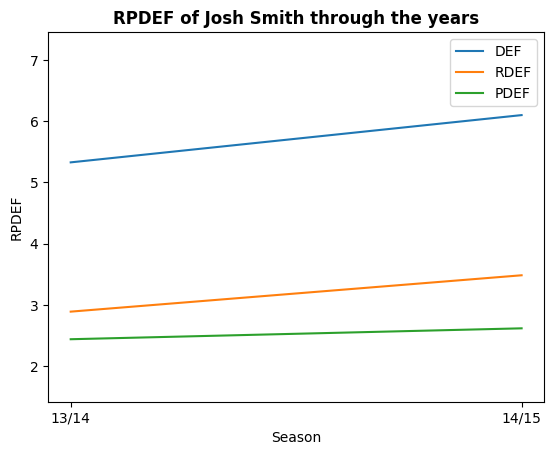 RPDEF of Josh Smith through the years
DEF
RDEF
PDEF
7
6
5
4
3
2
RPDEF
13/14
14/15
Season